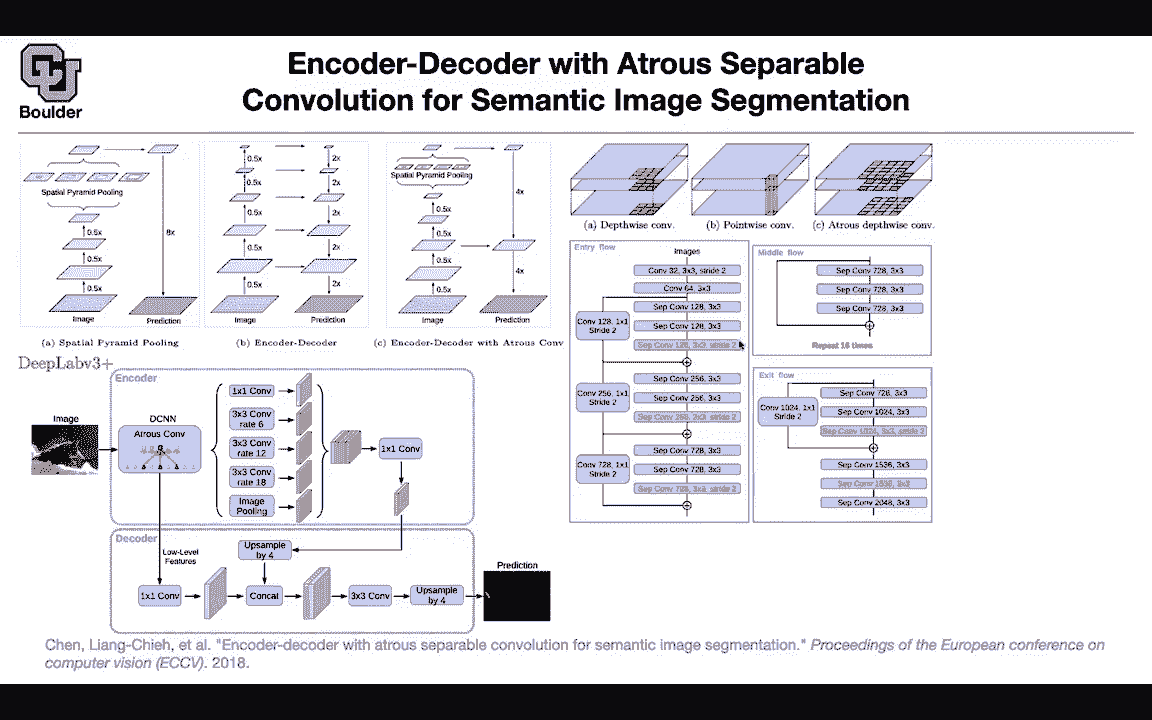 Boulder
Encoder-Decoder with Atrous Separable
Convolution for Semantic Image Segmentation
Spatial Pyramid Pooling
0.5x
0.5x
0.5x
8x
Image
Prediction
(a) Spatial Pyramid Pooling
0.5x
0.5x
0.5x
0.5x
2x
2x
2x
2x
Image
Prediction
(b) Encoder-Decoder
Spatial Pyramid Pooling
0.5x
0.5x
0.5x
0.5x
4x
4x
Image
Prediction
(c) Encoder-Decoder with Atrous Conv
(a) Depthwise conv.
(b) Pointwise conv.
(c) Atrous depthwise conv.
DeepLabv3+
Encoder
Image
DCNN
Atrous Conv
1x1 Conv
3x3 Conv
rate 6
3x3 Conv
rate 12
3x3 Conv
rate 18
Image
Pooling
1x1 Conv
Decoder
Low-Level
Features
Upsample
by 4
1x1 Conv
Concat
3x3 Conv
Upsample
by 4
Prediction
Entry flow
Images
Conv 32, 3x3, stride 2
Conv 64, 3x3
Conv 128, 1x1
Stride 2
Sep Conv 128, 3x3
Sep Conv 128, 3x3
Sep Conv 128, 3x3, stride 2
Conv 256, 1x1
Stride 2
Sep Conv 256, 3x3
Sep Conv 256, 3x3
Sep Conv 256, 3x3, stride 2
Conv 728, 1x1
Stride 2
Sep Conv 728, 3x3
Sep Conv 728, 3x3
Sep Conv 728, 3x3, stride 2
Middle flow
Sep Conv 728, 3x3
Sep Conv 728, 3x3
Sep Conv 728, 3x3
Repeat 16 times
Exit flow
Conv 1024, 1x1
Stride 2
Sep Conv 728, 3x3
Sep Conv 1024, 3x3
Sep Conv 1024, 3x3, stride 2
Sep Conv 1536, 3x3
Sep Conv 1536, 3x3
Sep Conv 2048, 3x3
Chen, Liang-Chieh, et al. "Encoder-decoder with atrous separable convolution for semantic image segmentation." Proceedings of the European conference on
computer vision (ECCV). 2018.